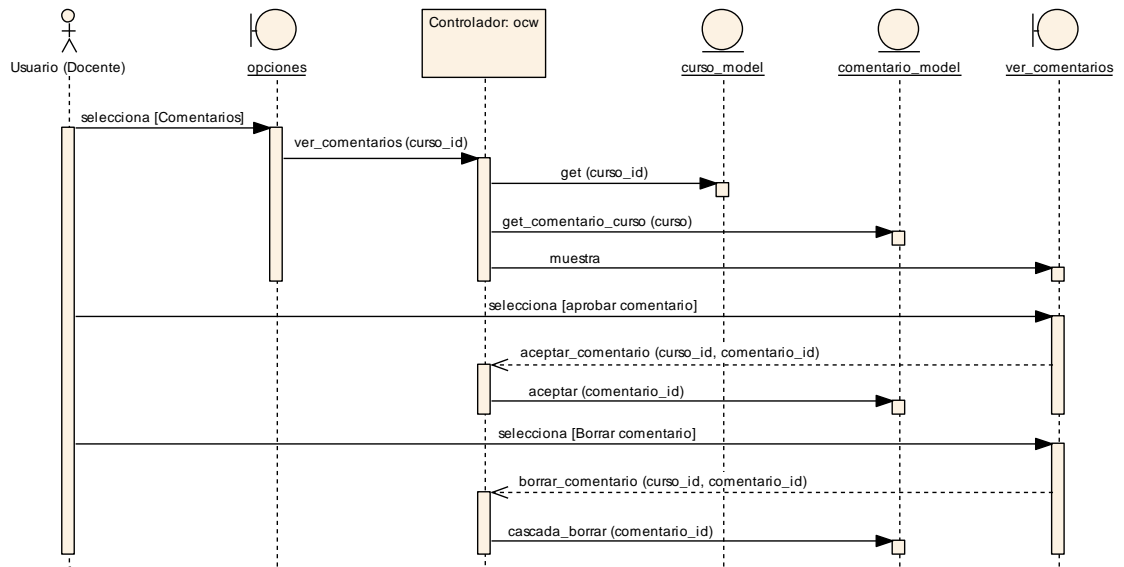 Controlador: ocw
Usuario (Docente)
opciones
curso_model
comentario_model
ver_comentarios
selecciona [Comentarios]
ver_comentarios (curso_id)
get (curso_id)
get_comentario_curso (curso)
muestra
selecciona [aprobar comentario]
aceptar_comentario (curso_id, comentario_id)
aceptar (comentario_id)
selecciona [Borrar comentario]
borrar_comentario (curso_id, comentario_id)
cascada_borrar (comentario_id)